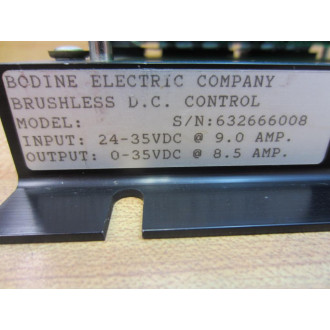 BODINE ELECTRIC COMPANY
BRUSHLESS D.C. CONTROL
MODEL: S/N:632666008
INPUT: 24-35VDC @ 9.0 AMP.
OUTPUT: 0-35VDC @ 8.5 AMP.